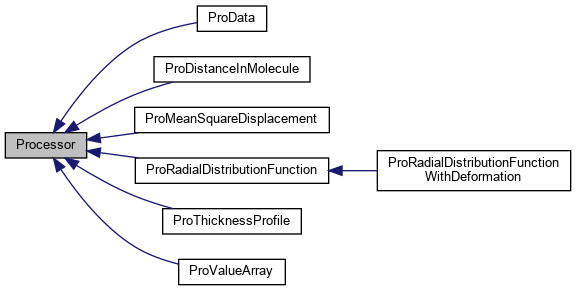 ProData
ProDistanceInMolecule
ProMeanSquareDisplacement
Processor
ProRadialDistributionFunction
ProRadialDistributionFunction
WithDeformation
ProThicknessProfile
ProValueArray